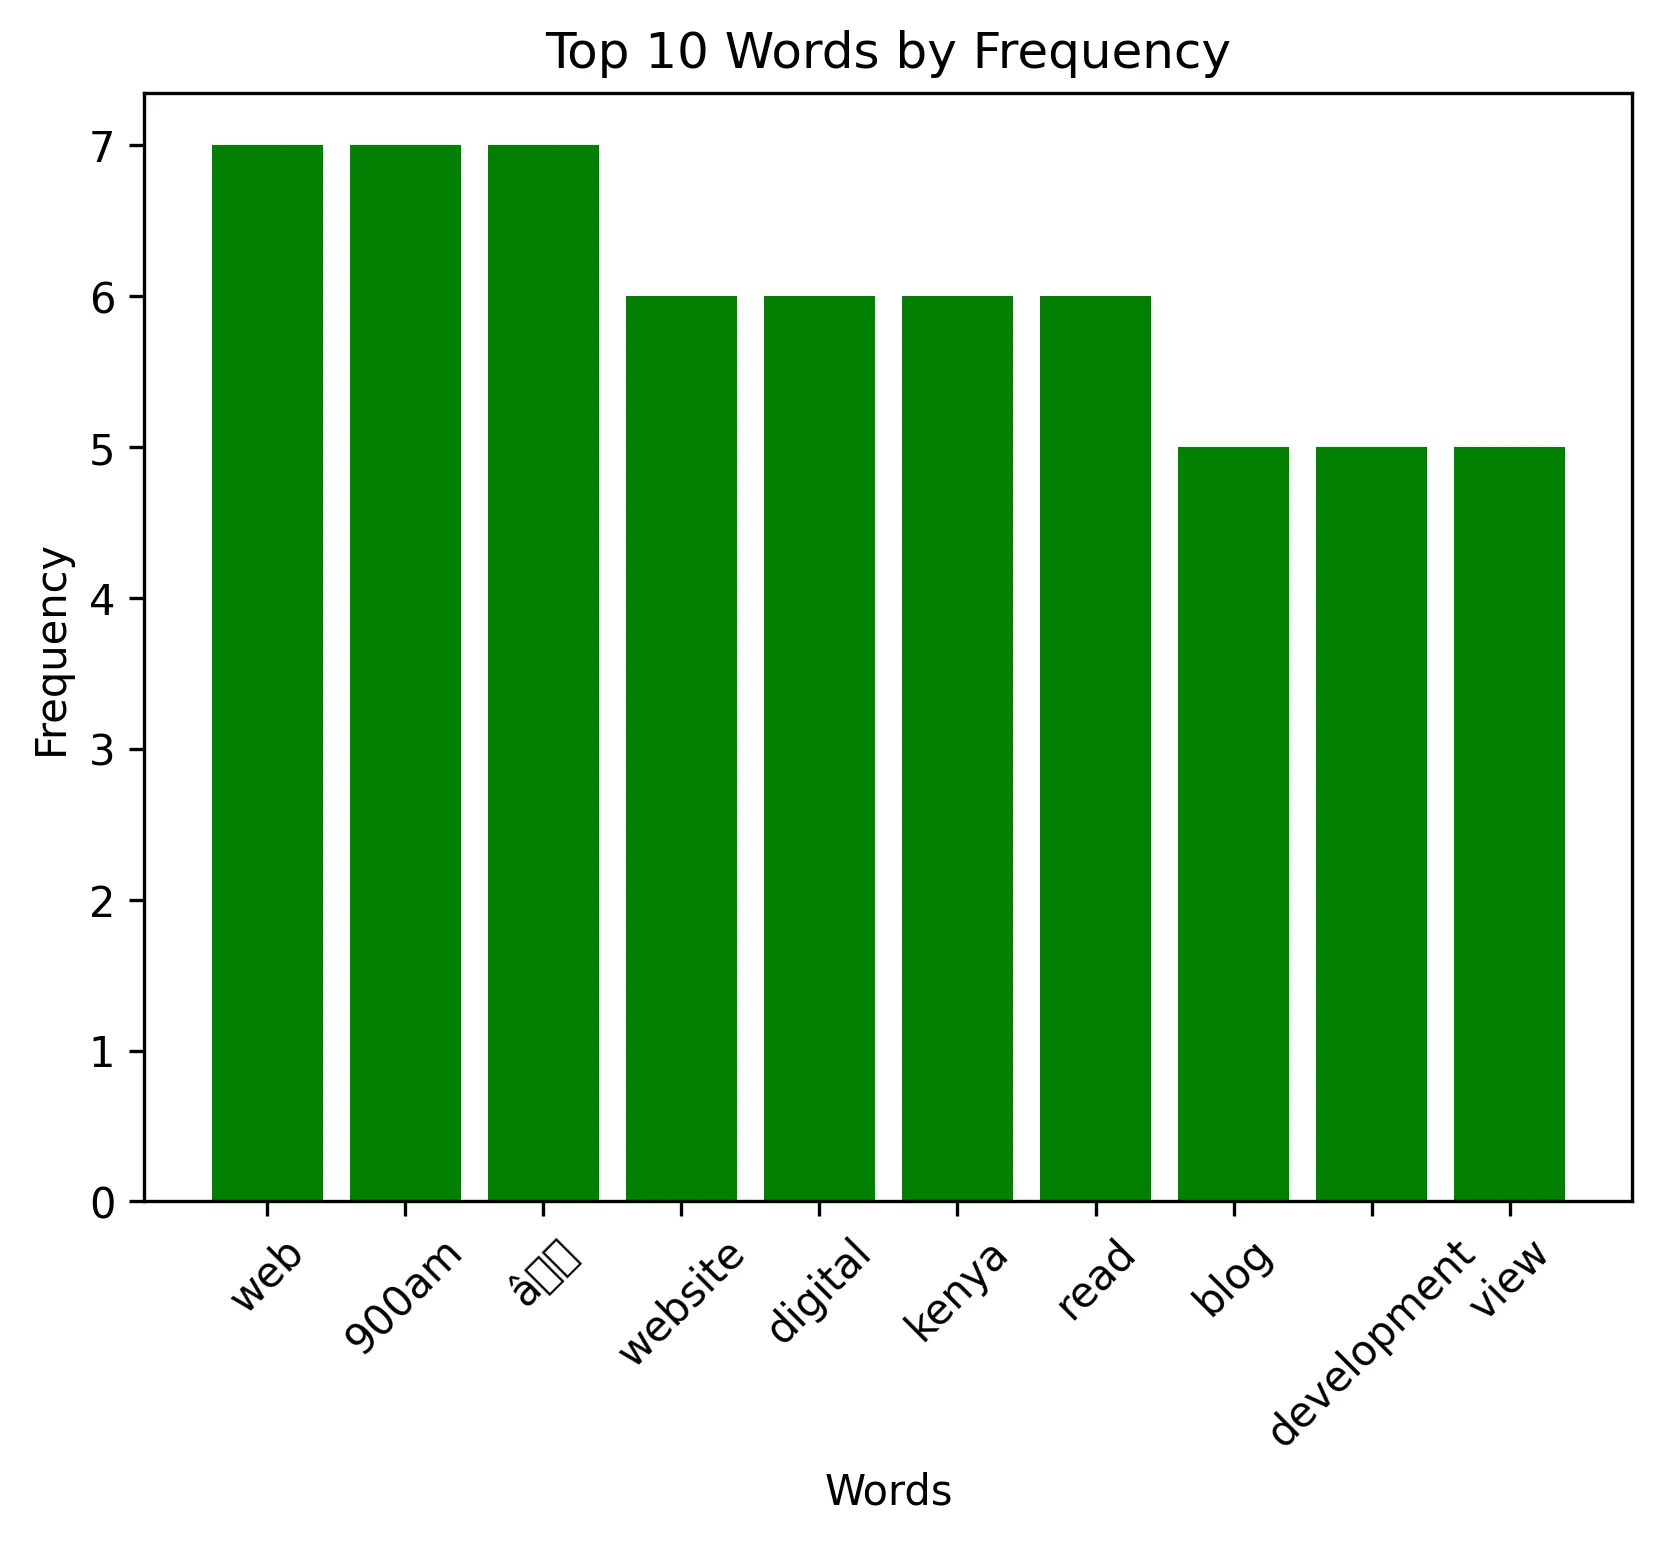 Top 10 Words by Frequency
7
6
5
4
3
2
1
0
Frequency
web
900am
website
digital
kenya
read
blog
development
view
Words